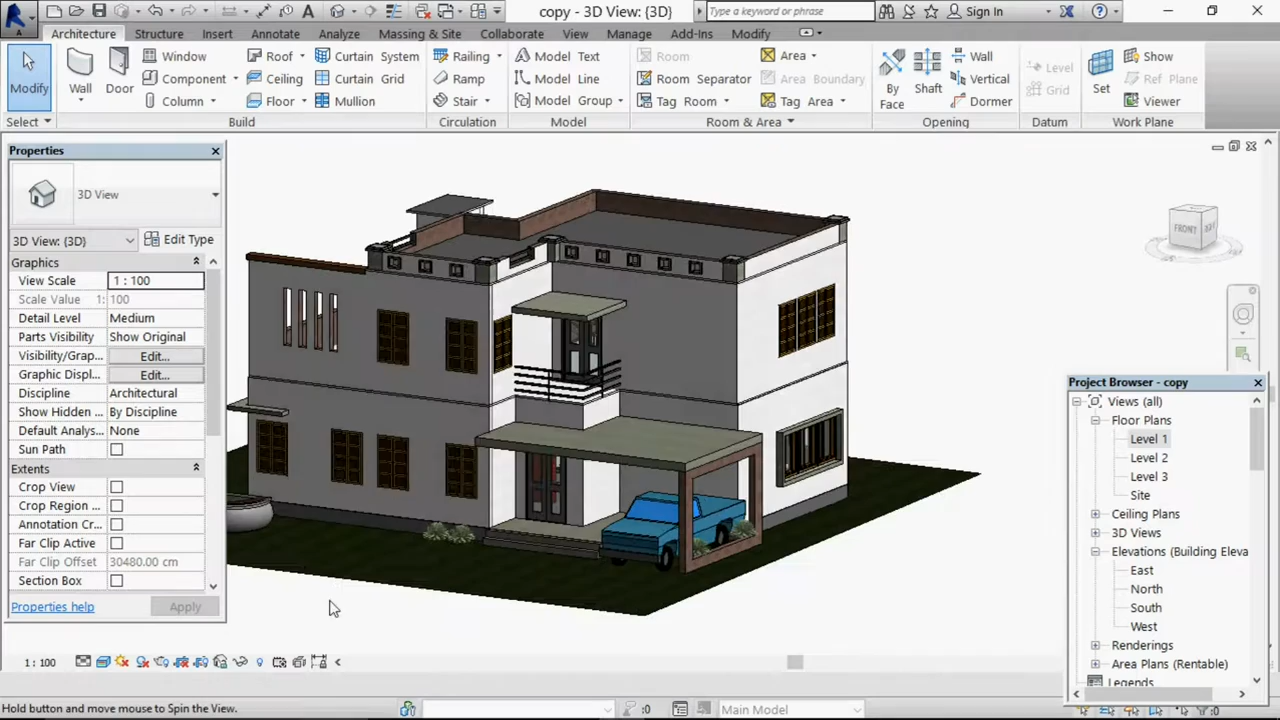 copy - 3D View: {3D}
Type a keyword or phrase
Sign In
Architecture Structure Insert Annotate Analyze Massing & Site Collaborate View Manage Add-Ins Modify
Modify
Select
Wall
Door
Window
Component
Column
Roof
Ceiling
Floor
Curtain System
Curtain Grid
Mullion
Build
Railing
Ramp
Stair
Circulation
Model Text
Model Line
Model Group
Model
Room
Room Separator
Tag Room
Area
Area Boundary
Tag Area
Room & Area
By Face
Shaft
Wall
Vertical
Dormer
Opening
Level
Grid
Datum
Set
Show
Ref Plane
Viewer
Work Plane
Properties
3D View
3D View: {3D}
Edit Type
Graphics
View Scale 1 : 100
Scale Value 1: 100
Detail Level Medium
Parts Visibility Show Original
Visibility/Grap... Edit...
Graphic Displ... Edit...
Discipline Architectural
Show Hidden By Discipline
Default Analys... None
Sun Path
Extents
Crop View
Crop Region
Annotation Cr...
Far Clip Active
Far Clip Offset 30480.00 cm
Section Box
Properties help
Apply
FRONT
Project Browser - copy
Views (all)
Floor Plans
Level 1
Level 2
Level 3
Site
Ceiling Plans
3D Views
Elevations (Building Eleva
East
North
South
West
Renderings
Area Plans (Rentable)
Legends
1 : 100
Hold button and move mouse to Spin the View.
:0
Main Model
:0